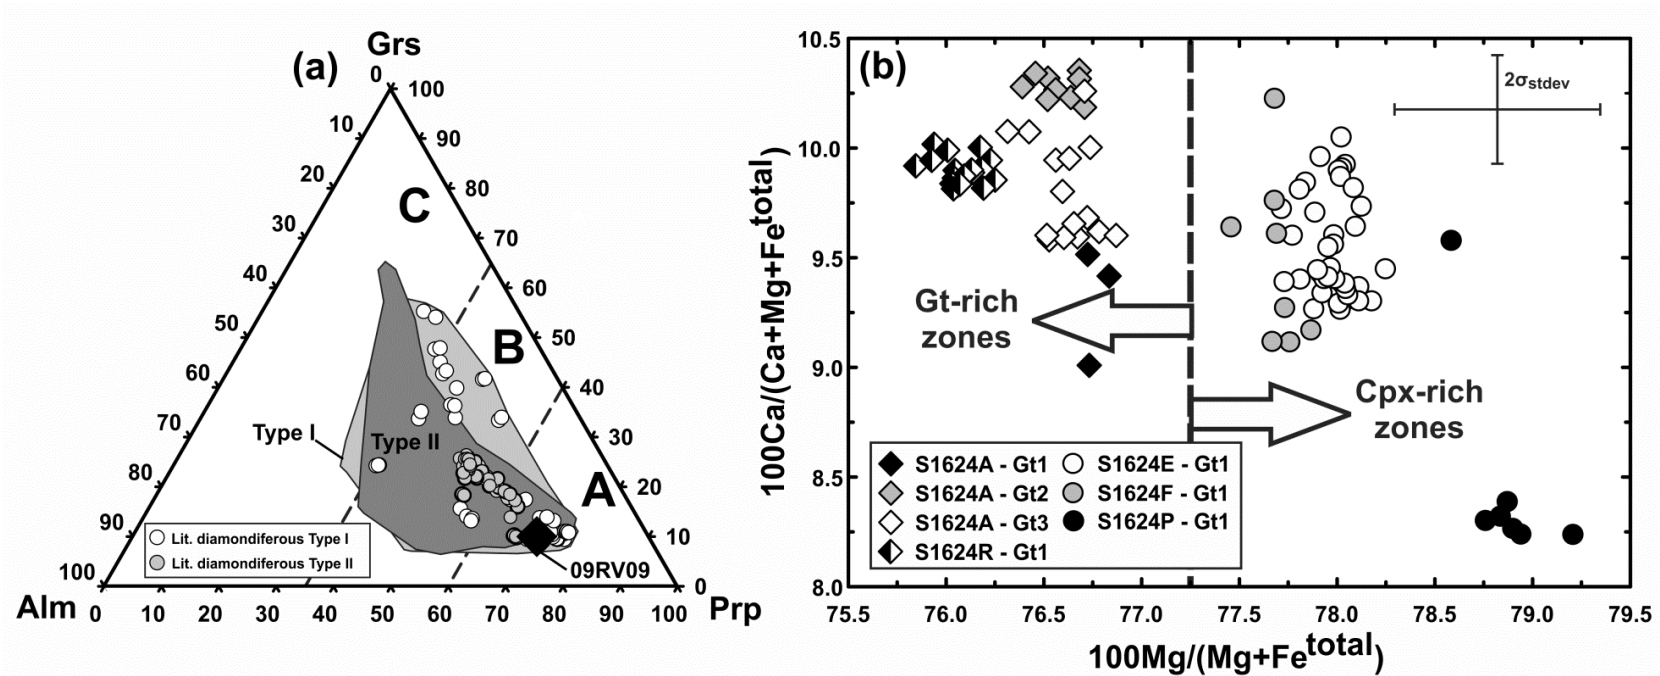 (a)
Grs
0
100
10
90
20
80
C
30
70
40
60
50
50
B
60
40
Type I
Type II
70
30
80
A
20
90
10
Lit. diamondiferous Type I
Lit. diamondiferous Type II
09RV09
100
0
Alm
Prp
0 10 20 30 40 50 60 70 80 90 100
(b)
10.5
10.0
9.5
9.0
8.5
8.0
100Ca/(Ca+Mg+Fetotal)
2σstdev
Gt-rich
zones
Cpx-rich
zones
S1624A - Gt1
S1624A - Gt2
S1624A - Gt3
S1624R - Gt1
S1624E - Gt1
S1624F - Gt1
S1624P - Gt1
75.5 76.0 76.5 77.0 77.5 78.0 78.5 79.0 79.5
100Mg/(Mg+Fetotal)